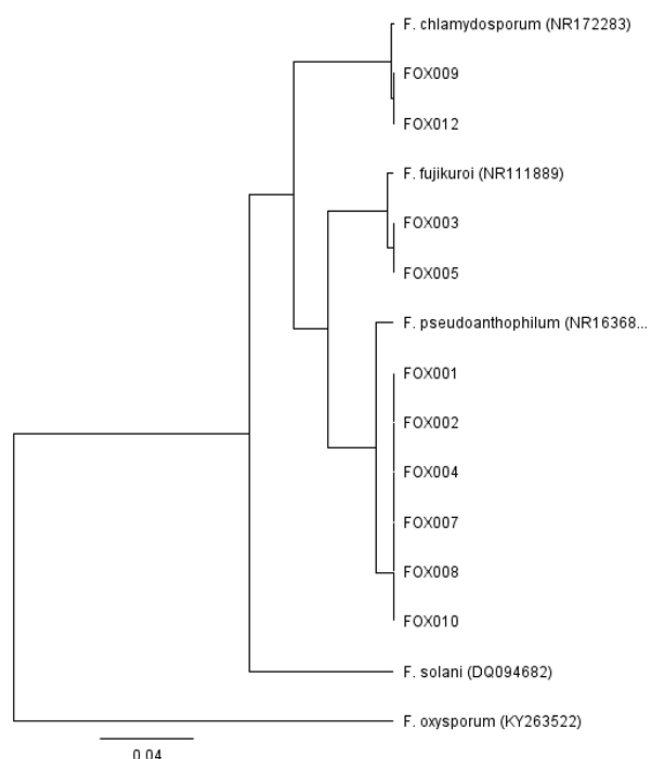 F. chlamydosporum (NR172283)
FOX009
FOX012
F. fujikuroi (NR111889)
FOX003
FOX005
F. pseudoanthophilum (NR16368...
FOX001
FOX002
FOX004
FOX007
FOX008
FOX010
F. solani (DQ094682)
F. oxysporum (KY263522)
0.04